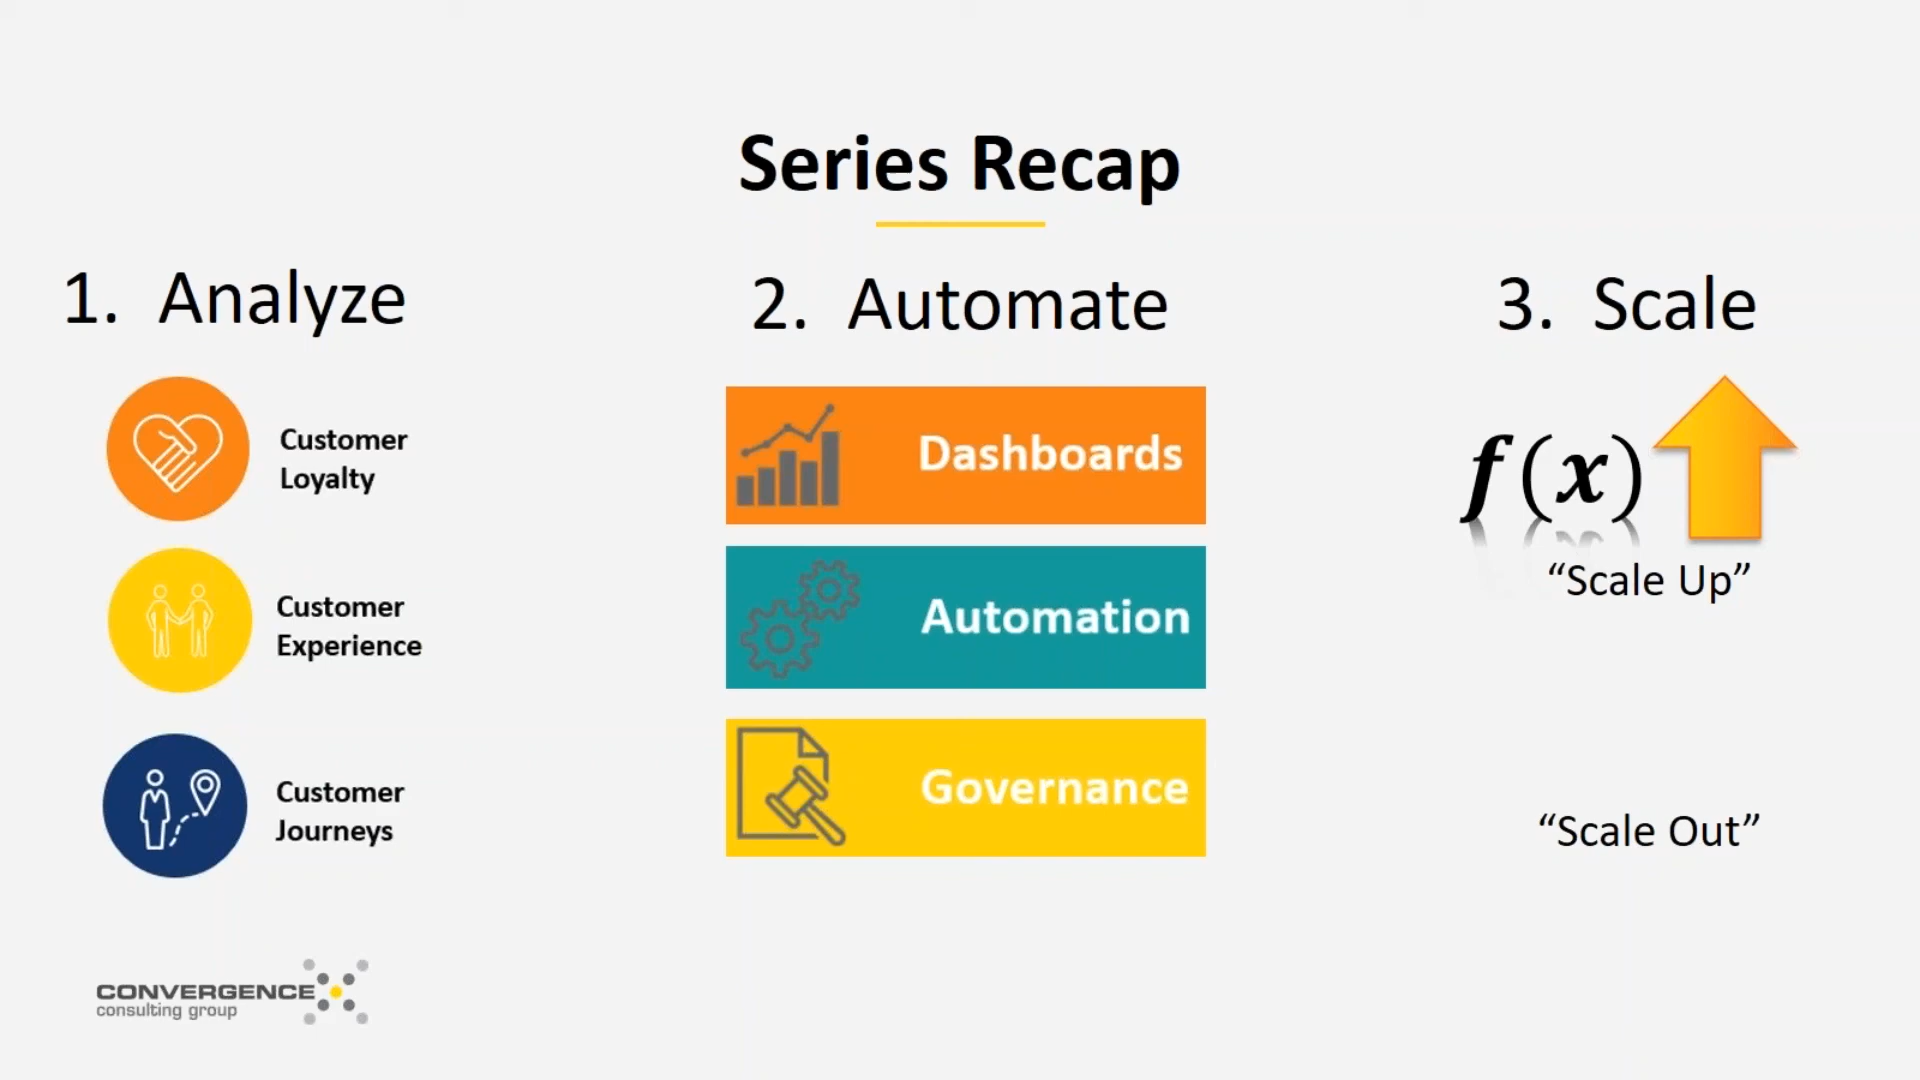 Series Recap
1. Analyze
Customer
Loyalty
Customer
Experience
Customer
Journeys
2. Automate
Dashboards
Automation
Governance
3. Scale
f(x)
“Scale Up”
“Scale Out”
CONVERGENCE
consulting group